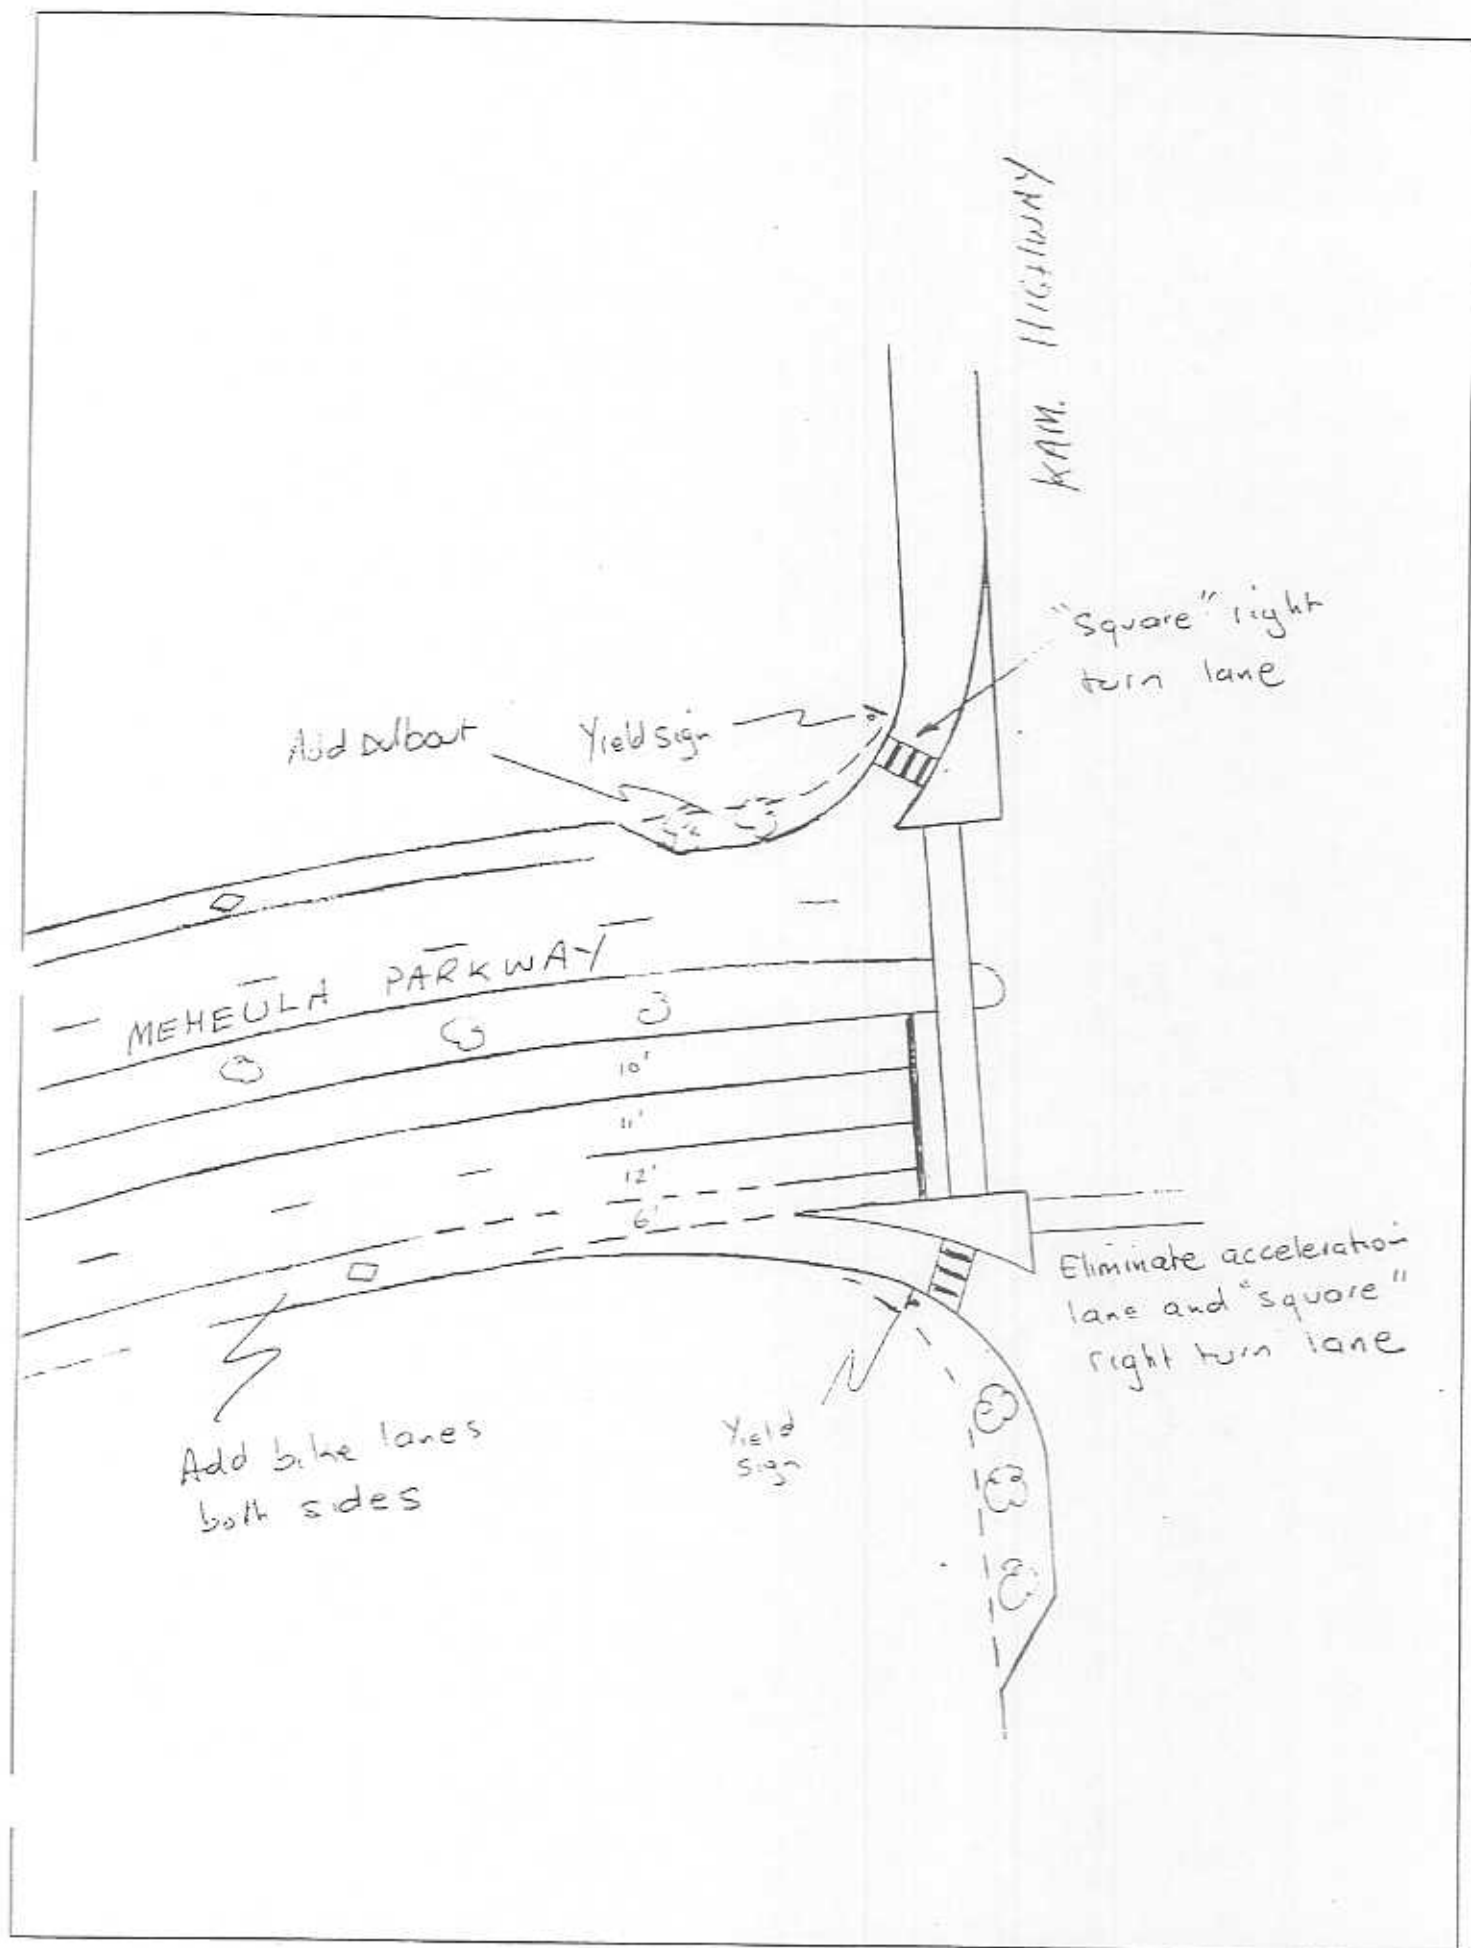 KAM. HIGHWAY
"Square" right
turn lane
Add bulbout
Yield sign
MEHEULA PARKWAY
10'
11'
12'
6'
Eliminate acceleration
lane and "square"
right turn lane
Yield
sign
Add bike lanes
both sides